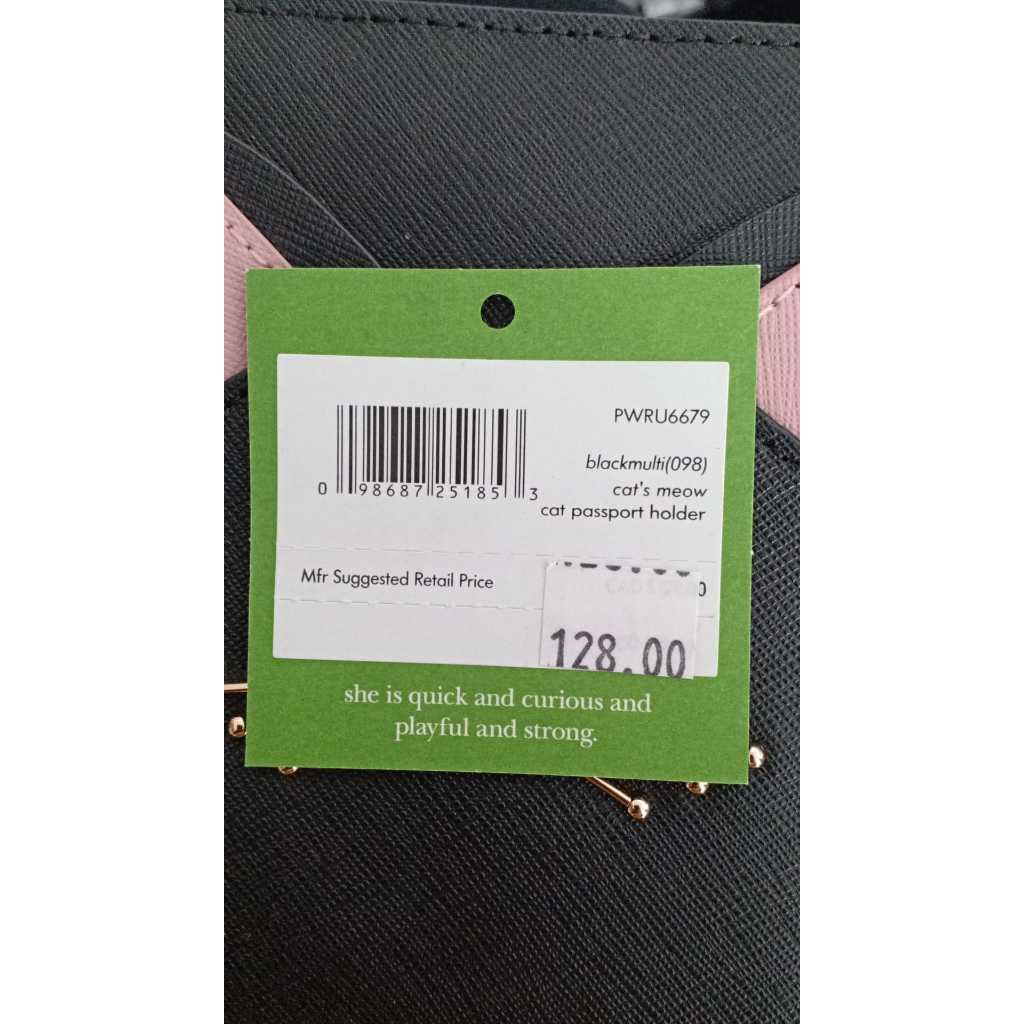 PWRU6679
blackmulti(098)
cat's meow
cat passport holder
0 98687 25185 3
Mfr Suggested Retail Price
128.00
she is quick and curious and
playful and strong.